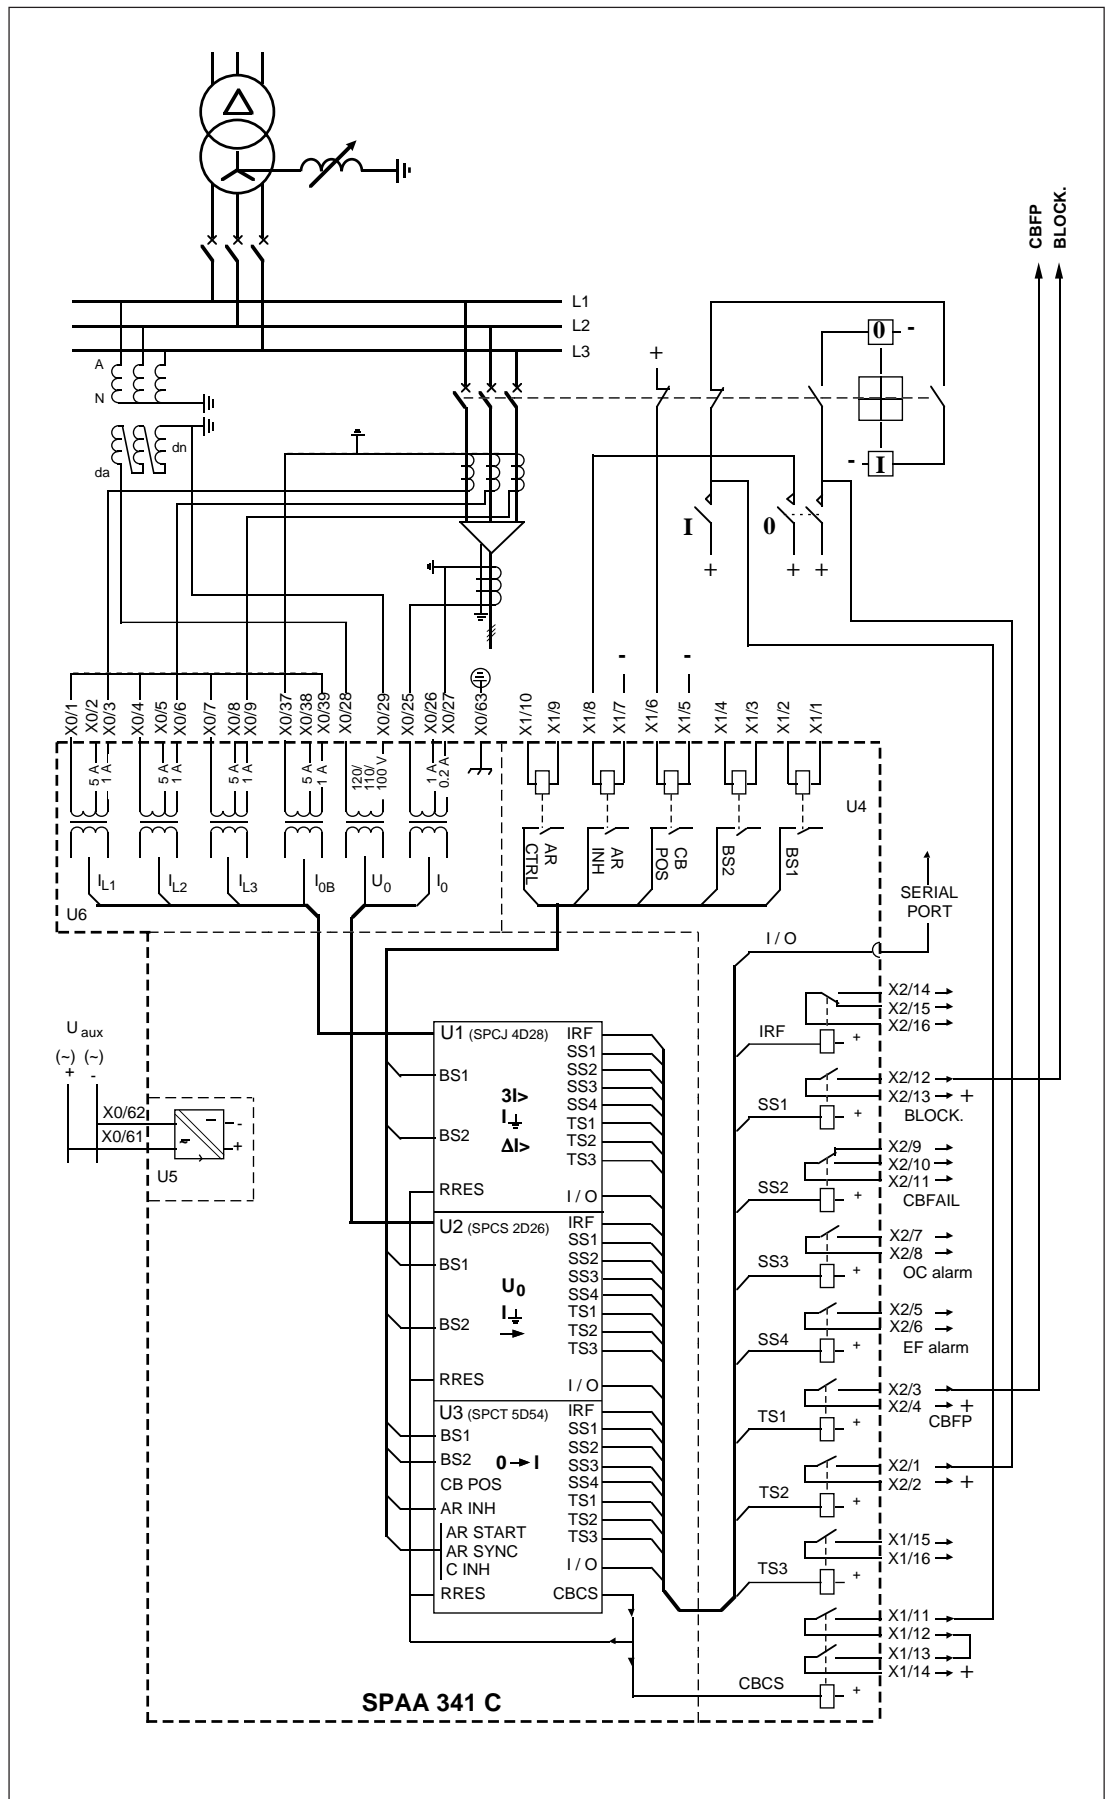 CBFP
BLOCK.
L1
L2
L3
A
N
da
dn
+
0
-
-
I
I
0
+
+
+
-
-
X0/1
X0/2
X0/3
X0/4
X0/5
X0/6
X0/7
X0/8
X0/9
X0/37
X0/38
X0/39
X0/28
X0/29
X0/25
X0/26
X0/27
X0/63
X1/10
X1/9
X1/8
X1/7
X1/6
X1/5
X1/4
X1/3
X1/2
X1/1
5 A
1 A
5 A
1 A
5 A
1 A
5 A
1 A
120/
110/
100 V
1 A
0.2 A
U4
AR
CTRL
AR
INH
CB
POS
BS2
BS1
IL1
IL2
IL3
I0B
U0
I0
U6
SERIAL
PORT
I / O
U aux
(~) (~)
+ -
X0/62
X0/61
U5
-
~
-
+
U1 (SPCJ 4D28)
BS1
BS2
RRES
3I>
I
ΔI>
IRF
SS1
SS2
SS3
SS4
TS1
TS2
TS3
I / O
U2 (SPCS 2D26)
BS1
BS2
RRES
U0
I
IRF
SS1
SS2
SS3
SS4
TS1
TS2
TS3
I / O
U3 (SPCT 5D54)
BS1
BS2
CB POS
AR INH
AR START
AR SYNC
C INH
RRES
0 → I
IRF
SS1
SS2
SS3
SS4
TS1
TS2
TS3
I / O
CBCS
IRF
+
X2/14
X2/15
X2/16
SS1
+
X2/12
X2/13 +
BLOCK.
SS2
+
X2/9
X2/10
X2/11
CBFAIL
SS3
+
X2/7
X2/8
OC alarm
SS4
+
X2/5
X2/6
EF alarm
TS1
+
X2/3
X2/4 +
CBFP
TS2
+
X2/1
X2/2 +
TS3
+
X1/15
X1/16
X1/11
X1/12
X1/13
X1/14 +
CBCS
+
SPAA 341 C